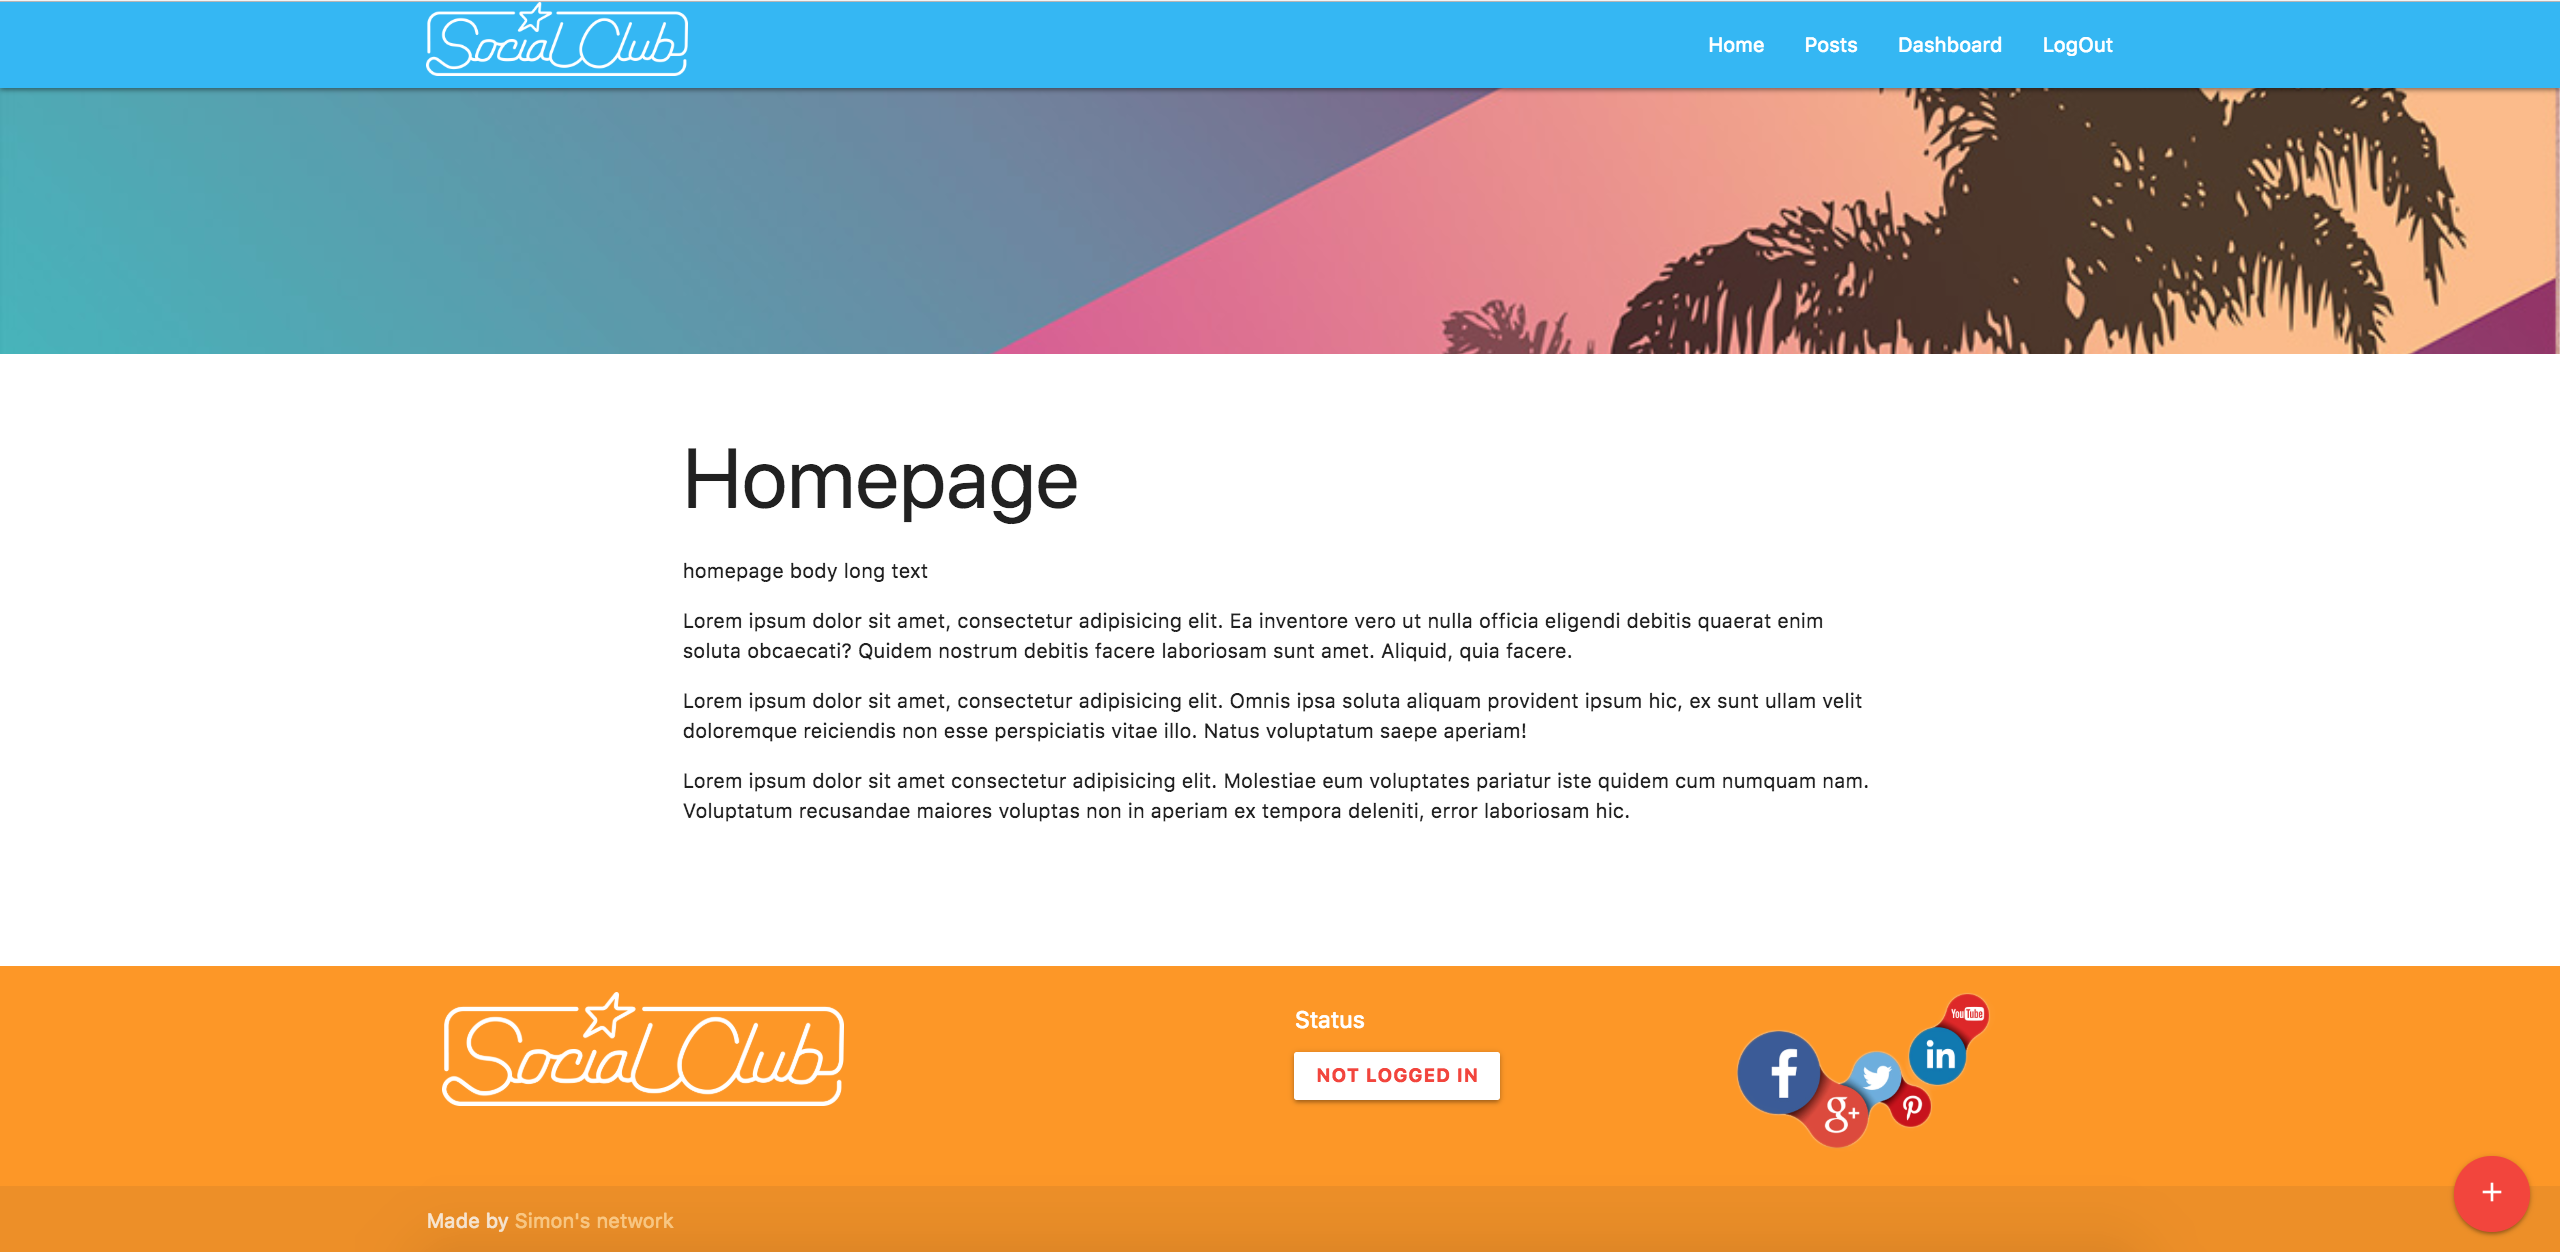 Social Club
Home Posts Dashboard LogOut
Homepage
homepage body long text
Lorem ipsum dolor sit amet, consectetur adipisicing elit. Ea inventore vero ut nulla officia eligendi debitis quaerat enim
soluta obcaecati? Quidem nostrum debitis facere laboriosam sunt amet. Aliquid, quia facere.
Lorem ipsum dolor sit amet, consectetur adipisicing elit. Omnis ipsa soluta aliquam provident ipsum hic, ex sunt ullam velit
doloremque reiciendis non esse perspiciatis vitae illo. Natus voluptatum saepe aperiam!
Lorem ipsum dolor sit amet consectetur adipisicing elit. Molestiae eum voluptates pariatur iste quidem cum numquam nam.
Voluptatum recusandae maiores voluptas non in aperiam ex tempora deleniti, error laboriosam hic.
Social Club
Status
NOT LOGGED IN
f
g+
in
YouTube
Made by Simon's network
+